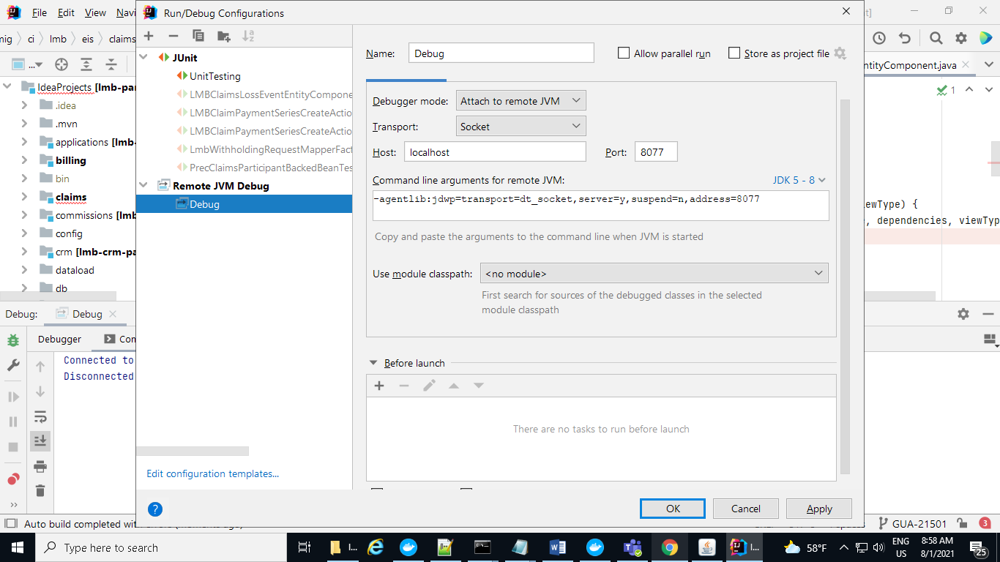 File Edit View Navi
Run/Debug Configurations
mig ci lmb eis claims
ntityComponent.java
IdeaProjects [lmb-pa
.idea
.mvn
applications [lmb-
billing
bin
claims
commissions [lmb
config
crm [lmb-crm-pa
dataload
db
JUnit
UnitTesting
LMBClaimsLossEventEntityCompone
LMBClaimPaymentSeriesCreateActio
LMBClaimPaymentSeriesCreateActio
LmbWithholdingRequestMapperFact
PrecClaimsParticipantBackedBeanTes
Remote JVM Debug
Debug
Edit configuration templates...
Name: Debug
Allow parallel run
Store as project file
Debugger mode: Attach to remote JVM
Transport: Socket
Host: localhost Port: 8077
Command line arguments for remote JVM: JDK 5 - 8
-agentlib:jdwp=transport=dt_socket,server=y,suspend=n,address=8077
Copy and paste the arguments to the command line when JVM is started
Use module classpath: <no module>
First search for sources of the debugged classes in the selected
module classpath
Before launch
There are no tasks to run before launch
OK Cancel Apply
1
ewType) {
, dependencies, viewTyp
Debug: Debug
Debugger Con
Connected to
Disconnected
Auto build completed with
GUA-21501 3
Type here to search
I...
I...
58°F
ENG
US
8:58 AM
8/1/2021
25